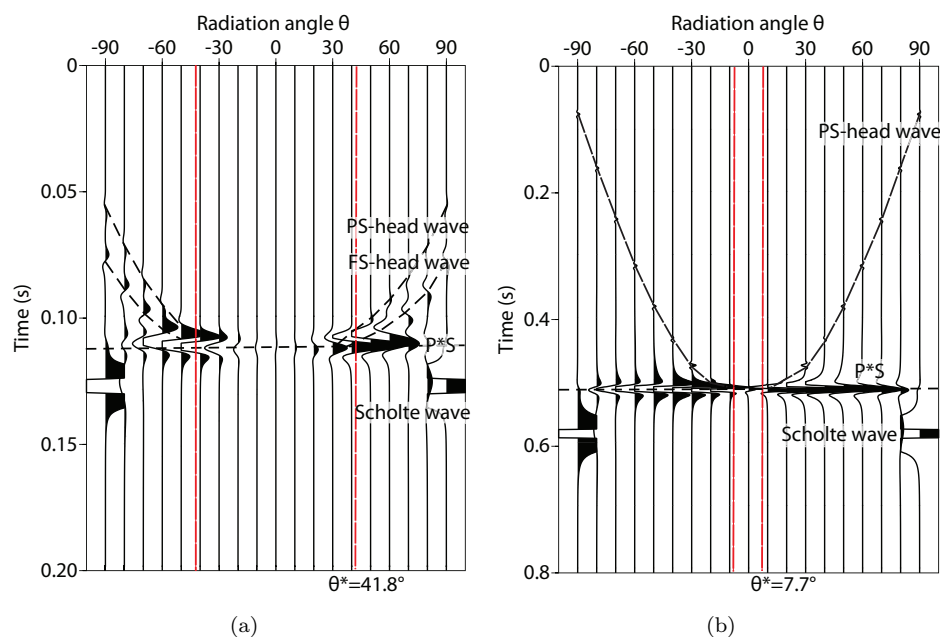 Radiation angle θ
-90 -60 -30 0 30 60 90
0
0.05
0.10
0.15
0.20
Time (s)
PS-head wave
FS-head wave
P*S
Scholte wave
θ*=41.8°
(a)
Radiation angle θ
-90 -60 -30 0 30 60 90
0
0.2
0.4
0.6
0.8
Time (s)
PS-head wave
P*S
Scholte wave
θ*=7.7°
(b)